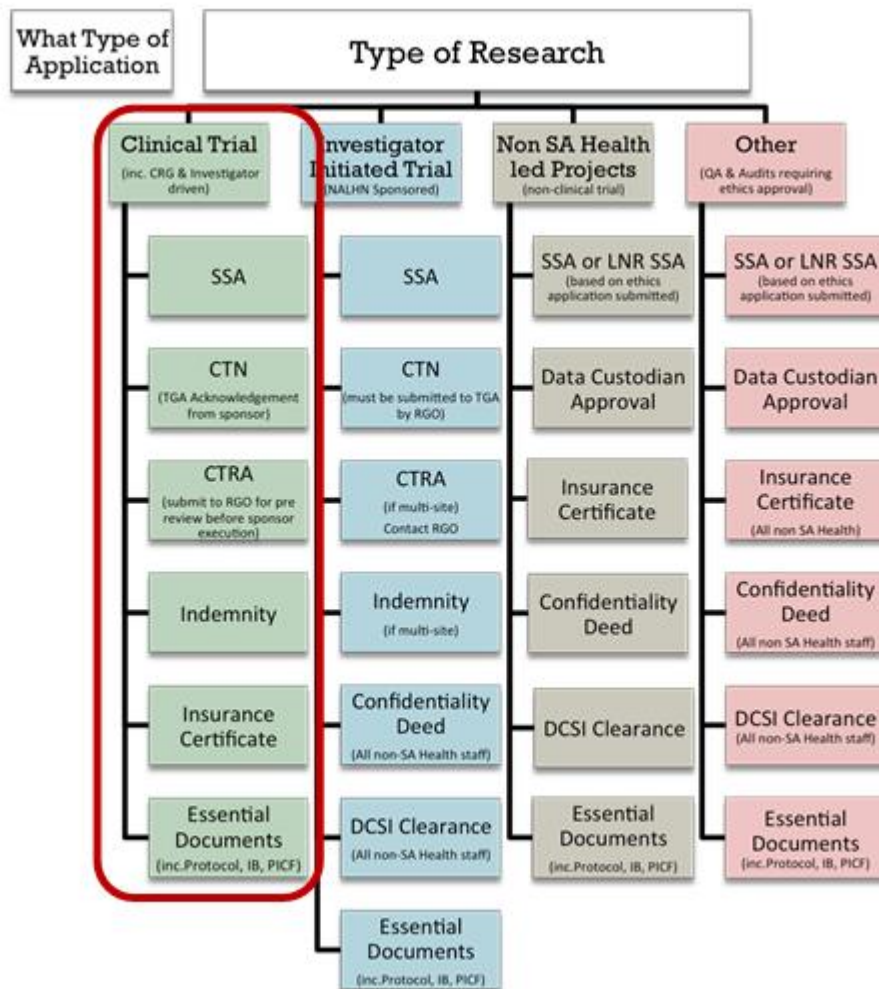 What Type of
Application
Type of Research
Clinical Trial
(inc. CRG & Investigator
driven)
SSA
CTN
(TGA Acknowledgement
from sponsor)
CTRA
(submit to RGO for pre
review before sponsor
execution)
Indemnity
Insurance
Certificate
Essential
Documents
(inc.Protocol, IB, PICF)
Investigator
Initiated Trial
(NALHN Sponsored)
SSA
CTN
(must be submitted to TGA
by RGO)
CTRA
(if multi-site)
Contact RGO
Indemnity
(if multi-site)
Confidentiality
Deed
(All non-SA Health staff)
DCSI Clearance
(All non-SA Health staff)
Essential
Documents
(inc.Protocol, IB, PICF)
Non SA Health
led Projects
(non-clinical trial)
SSA or LNR SSA
(based on ethics
application submitted)
Data Custodian
Approval
Insurance
Certificate
Confidentiality
Deed
DCSI Clearance
Essential
Documents
(inc.Protocol, IB, PICF)
Other
(QA & Audits requiring
ethics approval)
SSA or LNR SSA
(based on ethics
application submitted)
Data Custodian
Approval
Insurance
Certificate
(All non SA Health)
Confidentiality
Deed
(All non SA Health staff)
DCSI Clearance
(All non-SA Health staff)
Essential
Documents
(inc.Protocol, IB, PICF)